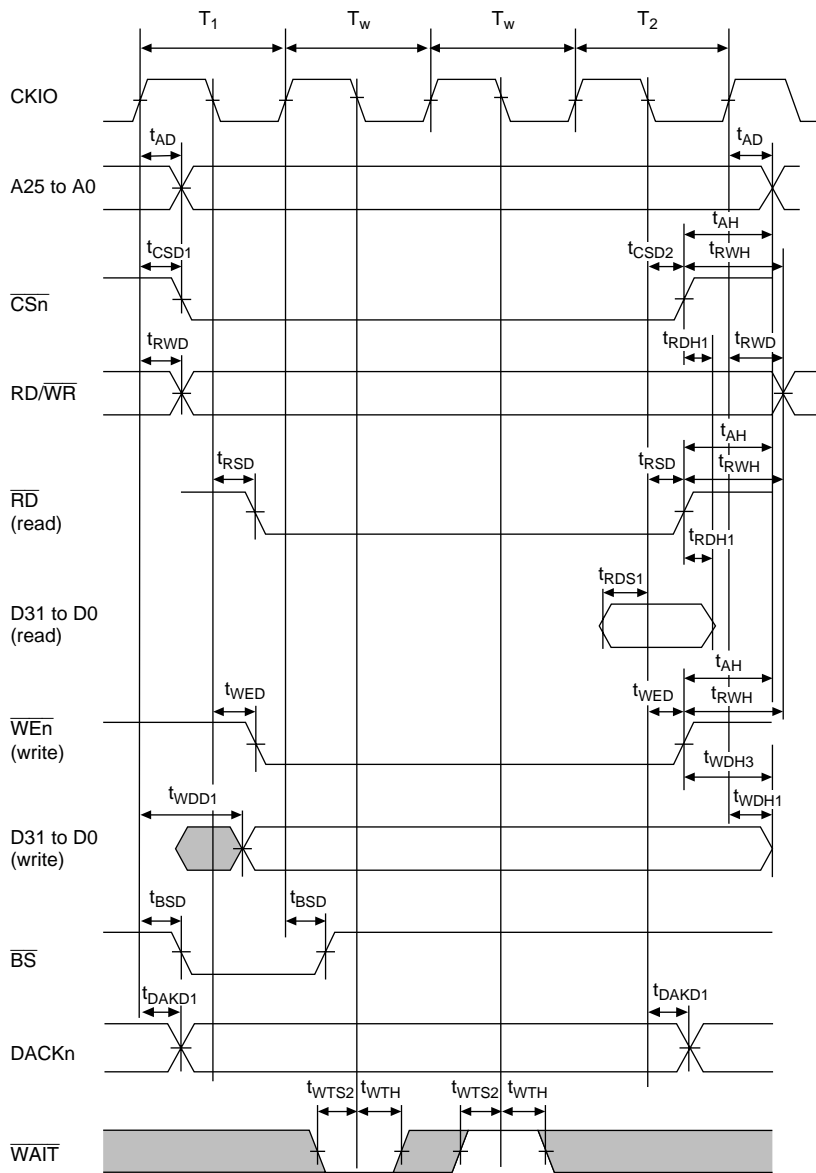 T1 Tw Tw T2
CKIO
tAD tAD
A25 to A0
tAH
tCSD1 tCSD2 tRWH
CSn
tRWD tRDH1 tRWD
RD/WR
tAH
tRSD tRSD tRWH
RD
(read)
tRDH1
tRDS1
D31 to D0
(read)
tAH
tWED tWED tRWH
WEn
(write)
tWDH3
tWDD1 tWDH1
D31 to D0
(write)
tBSD tBSD
BS
tDAKD1 tDAKD1
DACKn
tWTS2 tWTH tWTS2 tWTH
WAIT